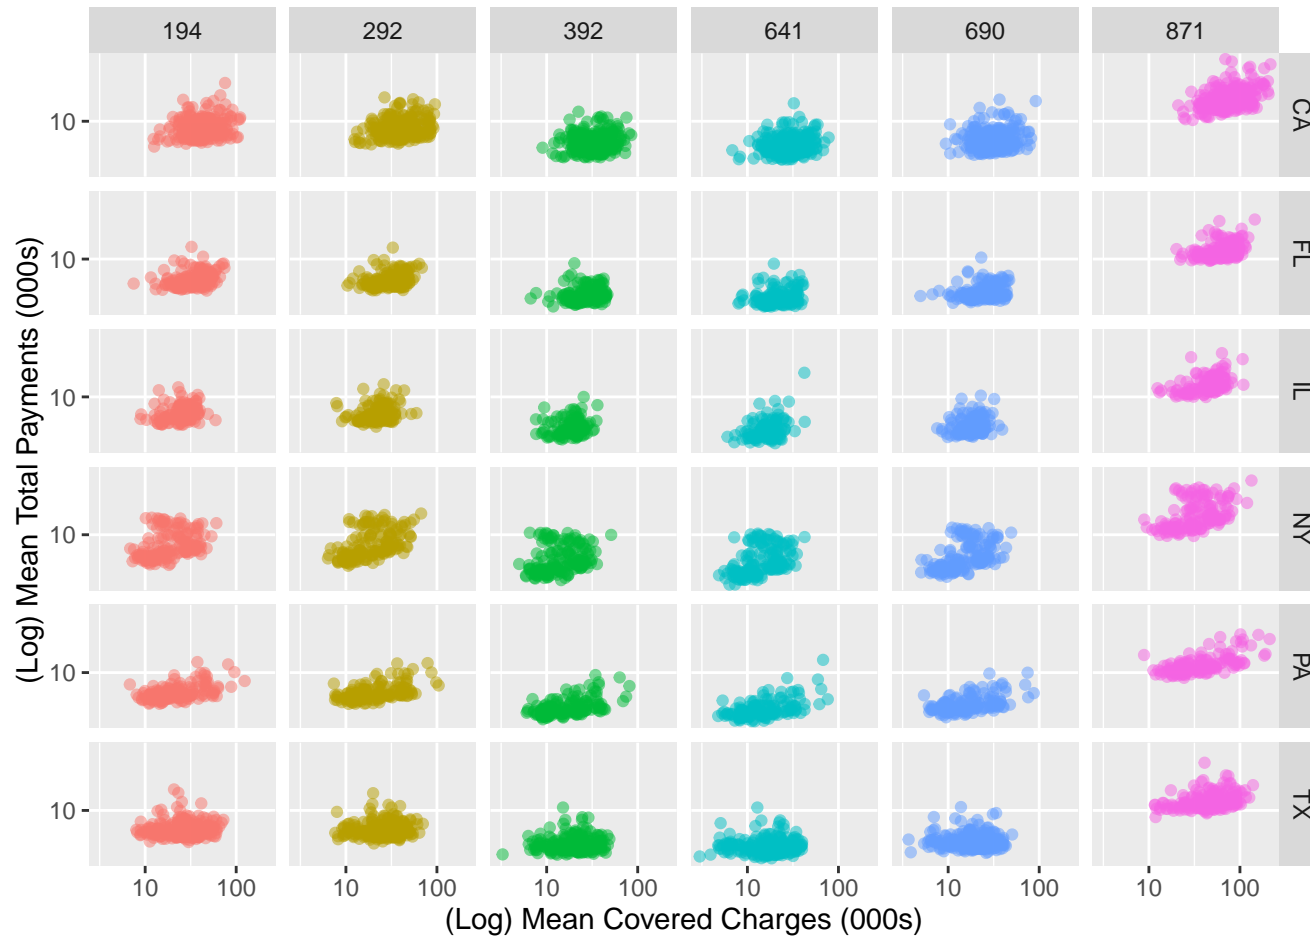 194 292 392 641 690 871
10 CA
10 FL
10 IL
10 NY
10 PA
10 TX
(Log) Mean Total Payments (000s)
10 100 10 100 10 100 10 100 10 100 10 100
(Log) Mean Covered Charges (000s)